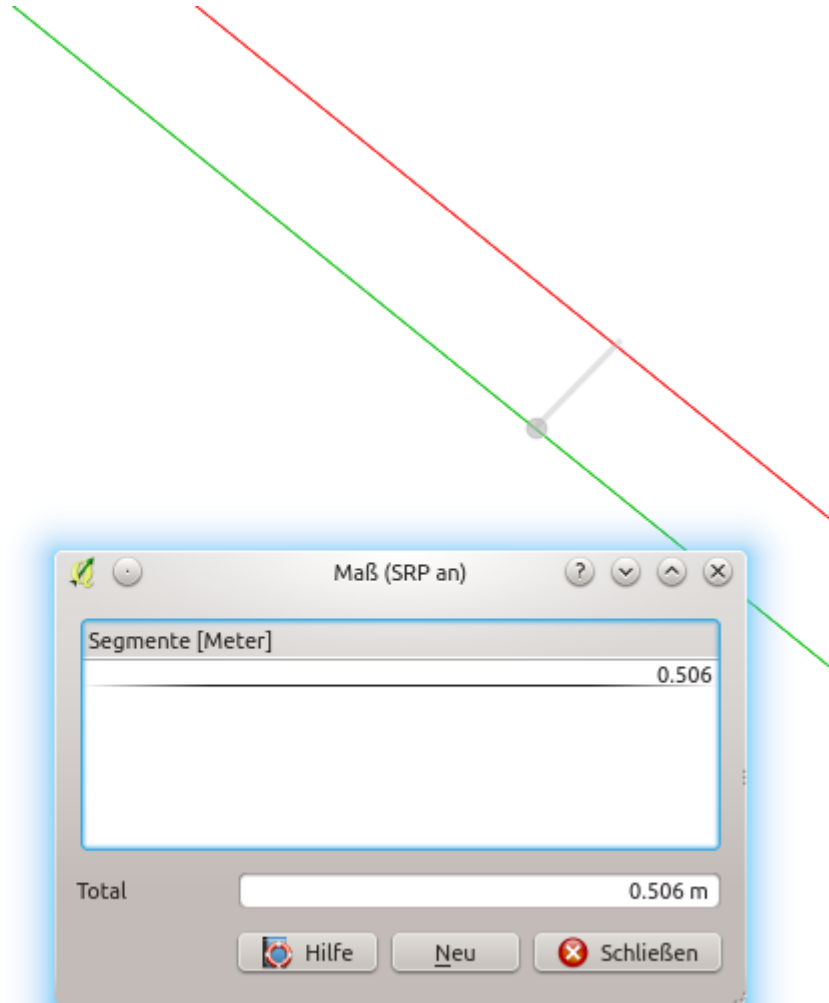 Maß (SRP an)
Segmente [Meter]
0.506
Total 0.506 m
Hilfe Neu Schließen